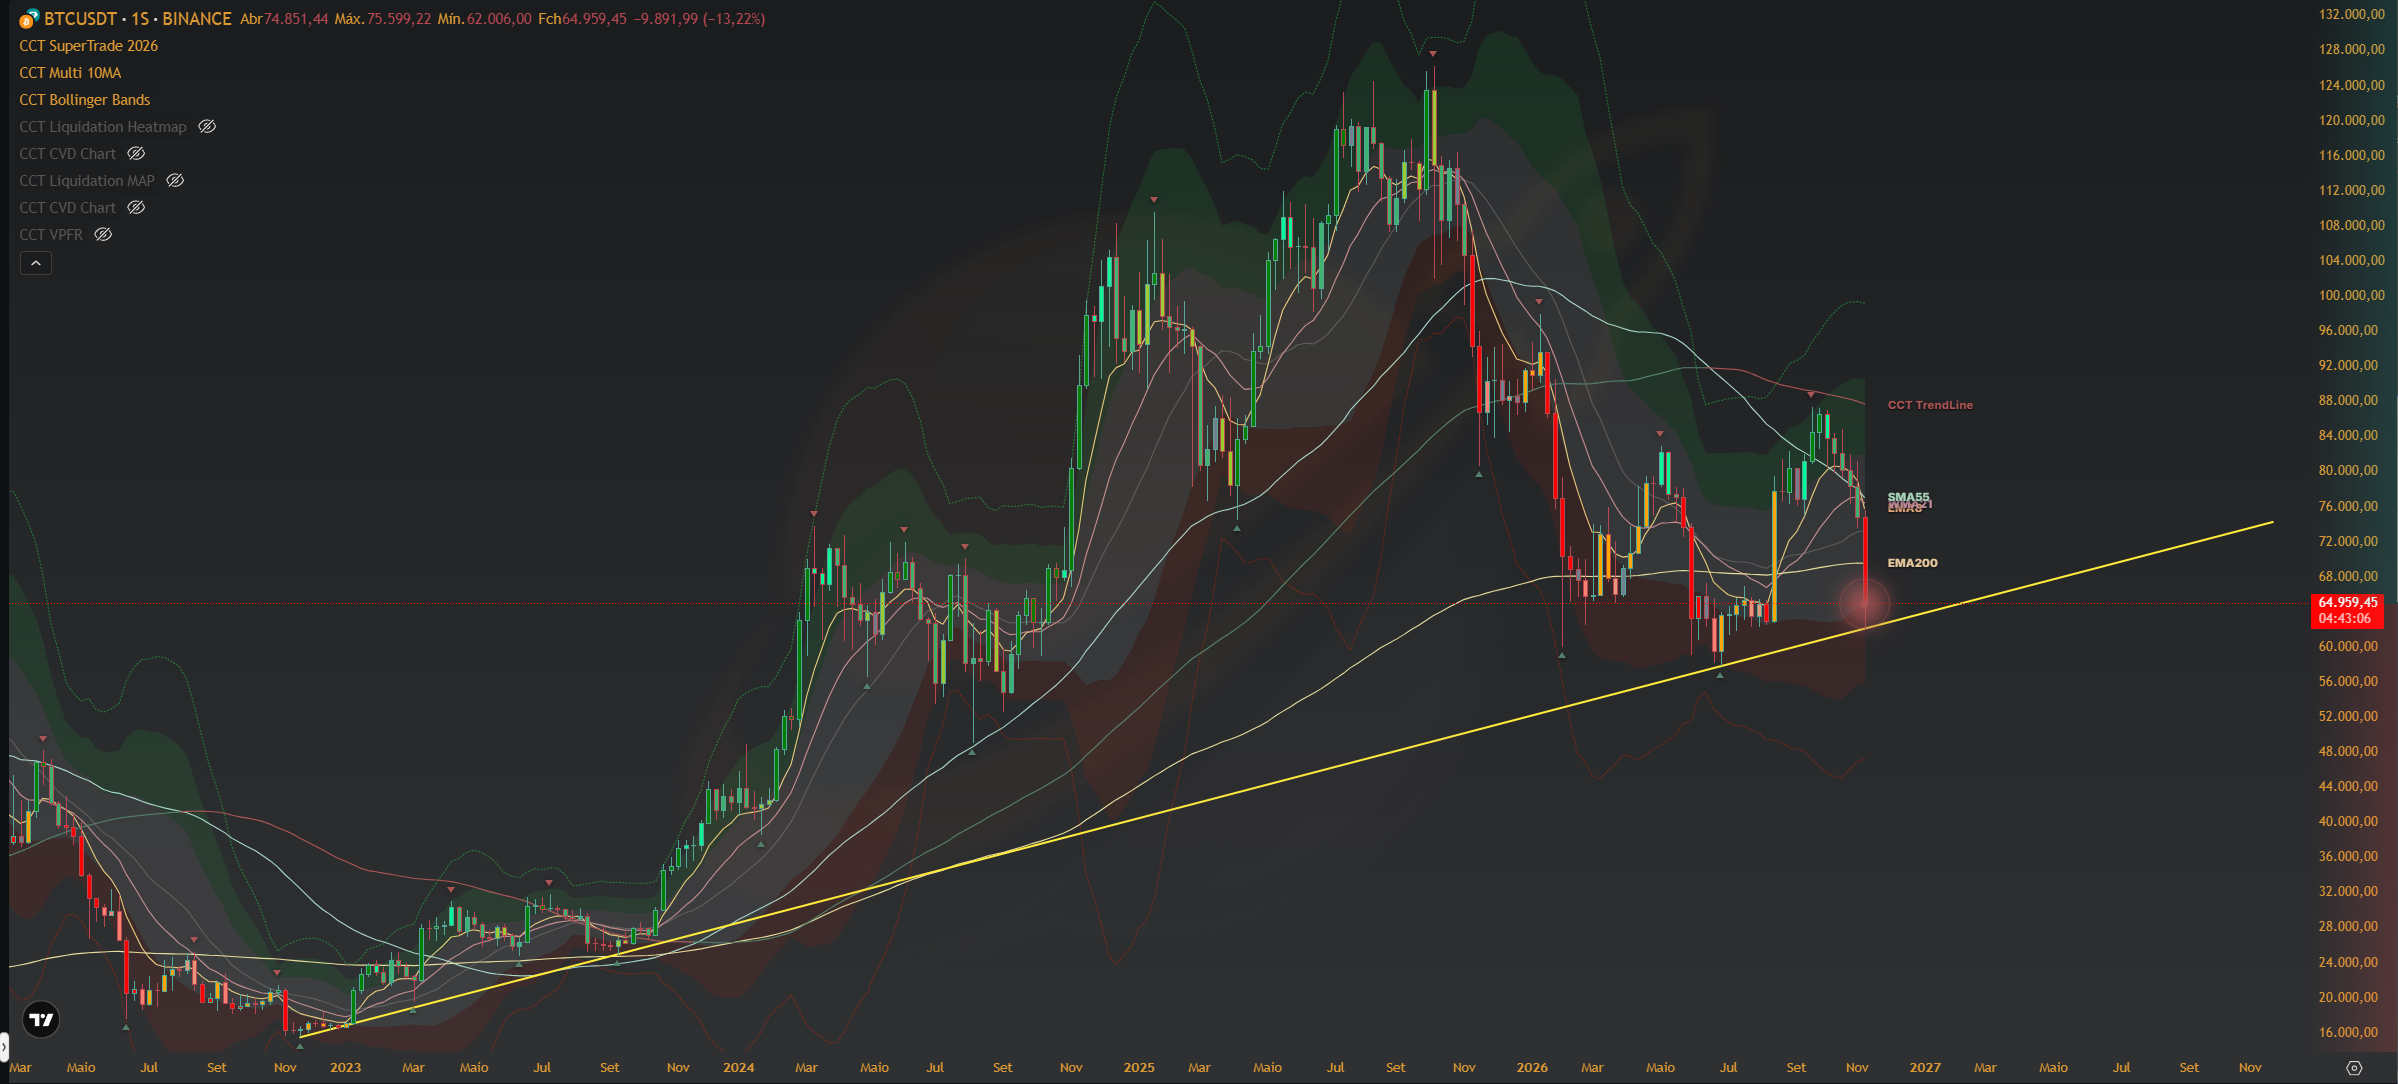 BTCUSDT · 1S · BINANCE Abr74.851,44 Máx.75.599,22 Mín.62.006,00 Fch64.959,45 −9.891,99 (−13,22%)
CCT SuperTrade 2026
CCT Multi 10MA
CCT Bollinger Bands
CCT Liquidation Heatmap
CCT CVD Chart
CCT Liquidation MAP
CCT CVD Chart
CCT VPFR
132.000,00
128.000,00
124.000,00
120.000,00
116.000,00
112.000,00
108.000,00
104.000,00
100.000,00
96.000,00
92.000,00
88.000,00
84.000,00
80.000,00
76.000,00
72.000,00
68.000,00
64.959,45
04:43:06
60.000,00
56.000,00
52.000,00
48.000,00
44.000,00
40.000,00
36.000,00
32.000,00
28.000,00
24.000,00
20.000,00
16.000,00
CCT TrendLine
SMA55
EMA200
Mar Maio Jul Set Nov 2023 Mar Maio Jul Set Nov 2024 Mar Maio Jul Set Nov 2025 Mar Maio Jul Set Nov 2026 Mar Maio Jul Set Nov 2027 Mar Maio Jul Set Nov